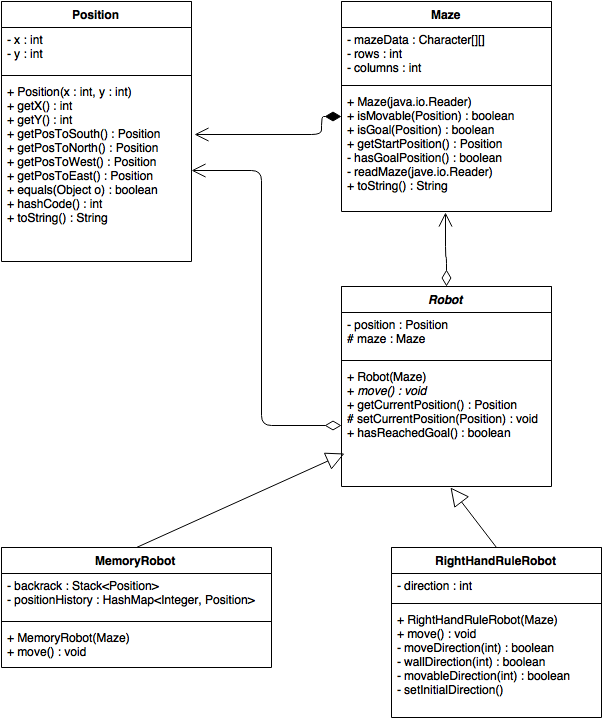 Position
- x : int
- y : int
+ Position(x : int, y : int)
+ getX() : int
+ getY() : int
+ getPosToSouth() : Position
+ getPosToNorth() : Position
+ getPosToWest() : Position
+ getPosToEast() : Position
+ equals(Object o) : boolean
+ hashCode() : int
+ toString() : String
Maze
- mazeData : Character[][]
- rows : int
- columns : int
+ Maze(java.io.Reader)
+ isMovable(Position) : boolean
+ isGoal(Position) : boolean
+ getStartPosition() : Position
- hasGoalPosition() : boolean
- readMaze(jave.io.Reader)
+ toString() : String
Robot
- position : Position
# maze : Maze
+ Robot(Maze)
+ move() : void
+ getCurrentPosition() : Position
# setCurrentPosition(Position) : void
+ hasReachedGoal() : boolean
MemoryRobot
- backrack : Stack<Position>
- positionHistory : HashMap<Integer, Position>
+ MemoryRobot(Maze)
+ move() : void
RightHandRuleRobot
- direction : int
+ RightHandRuleRobot(Maze)
+ move() : void
- moveDirection(int) : boolean
- wallDirection(int) : boolean
- movableDirection(int) : boolean
- setInitialDirection()